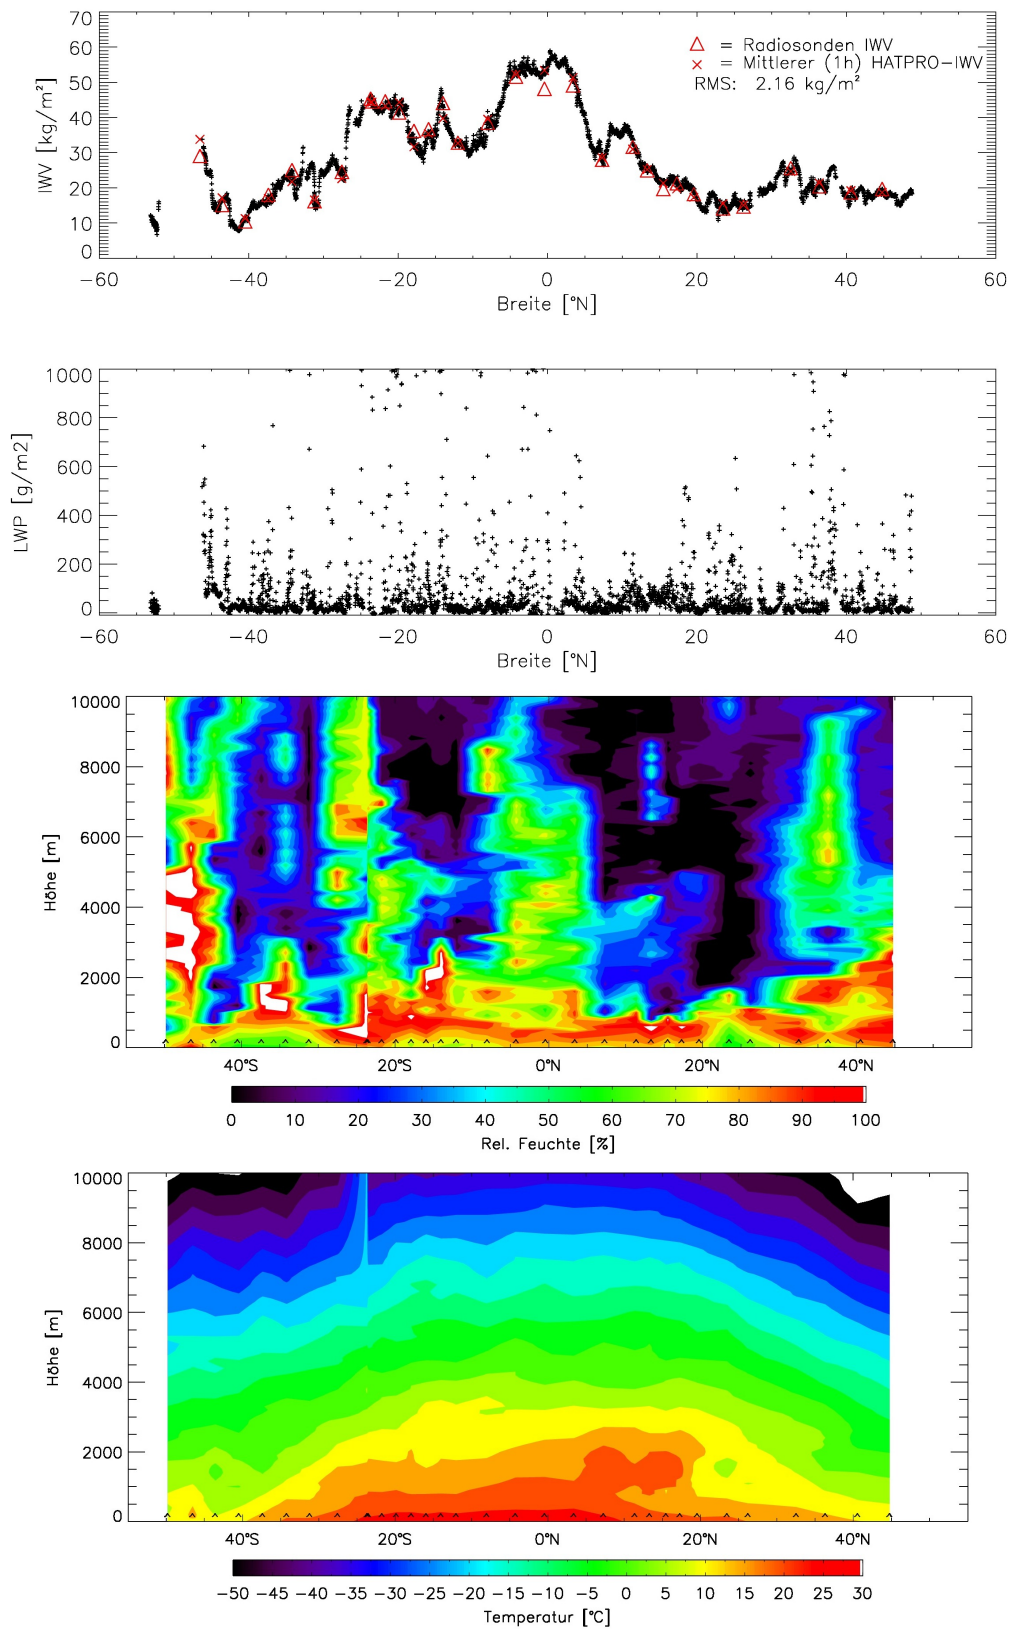 70
60
50
40
30
20
10
0
IWV [kg/m²]
△ = Radiosonden IWV
× = Mittlerer (1h) HATPRO-IWV
RMS: 2.16 kg/m²
-60 -40 -20 0 20 40 60
Breite [°N]
1000
800
600
400
200
0
LWP [g/m2]
-60 -40 -20 0 20 40 60
Breite [°N]
10000
8000
6000
4000
2000
0
Höhe [m]
40°S 20°S 0°N 20°N 40°N
0 10 20 30 40 50 60 70 80 90 100
Rel. Feuchte [%]
10000
8000
6000
4000
2000
0
Höhe [m]
40°S 20°S 0°N 20°N 40°N
-50 -45 -40 -35 -30 -25 -20 -15 -10 -5 0 5 10 15 20 25 30
Temperatur [°C]